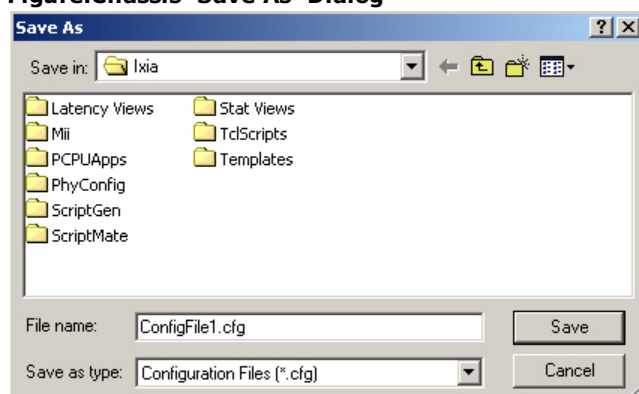 Figure:Chassis 'Save As' Dialog
Save As
Save in: Ixia
Latency Views Stat Views
Mii TclScripts
PCPUApps Templates
PhyConfig
ScriptGen
ScriptMate
File name: ConfigFile1.cfg Save
Save as type: Configuration Files (*.cfg) Cancel